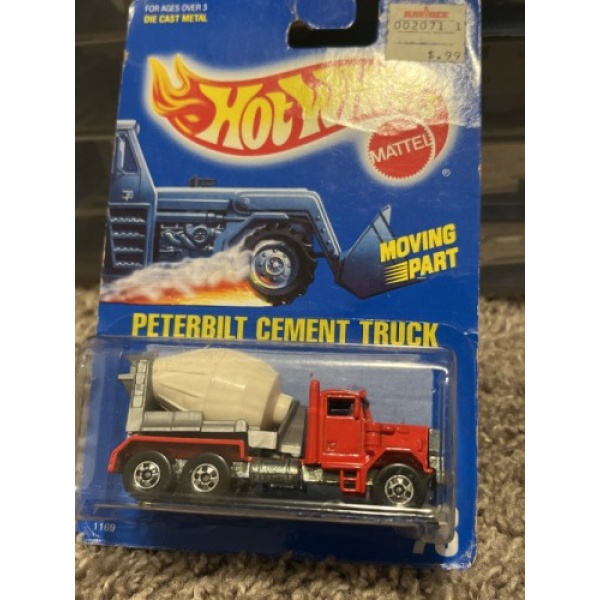 FOR AGES OVER 3
DIE CAST METAL
002071 1
$.99
HOT WHEELS
MATTEL
®
MOVING
PART
PETERBILT CEMENT TRUCK
1169